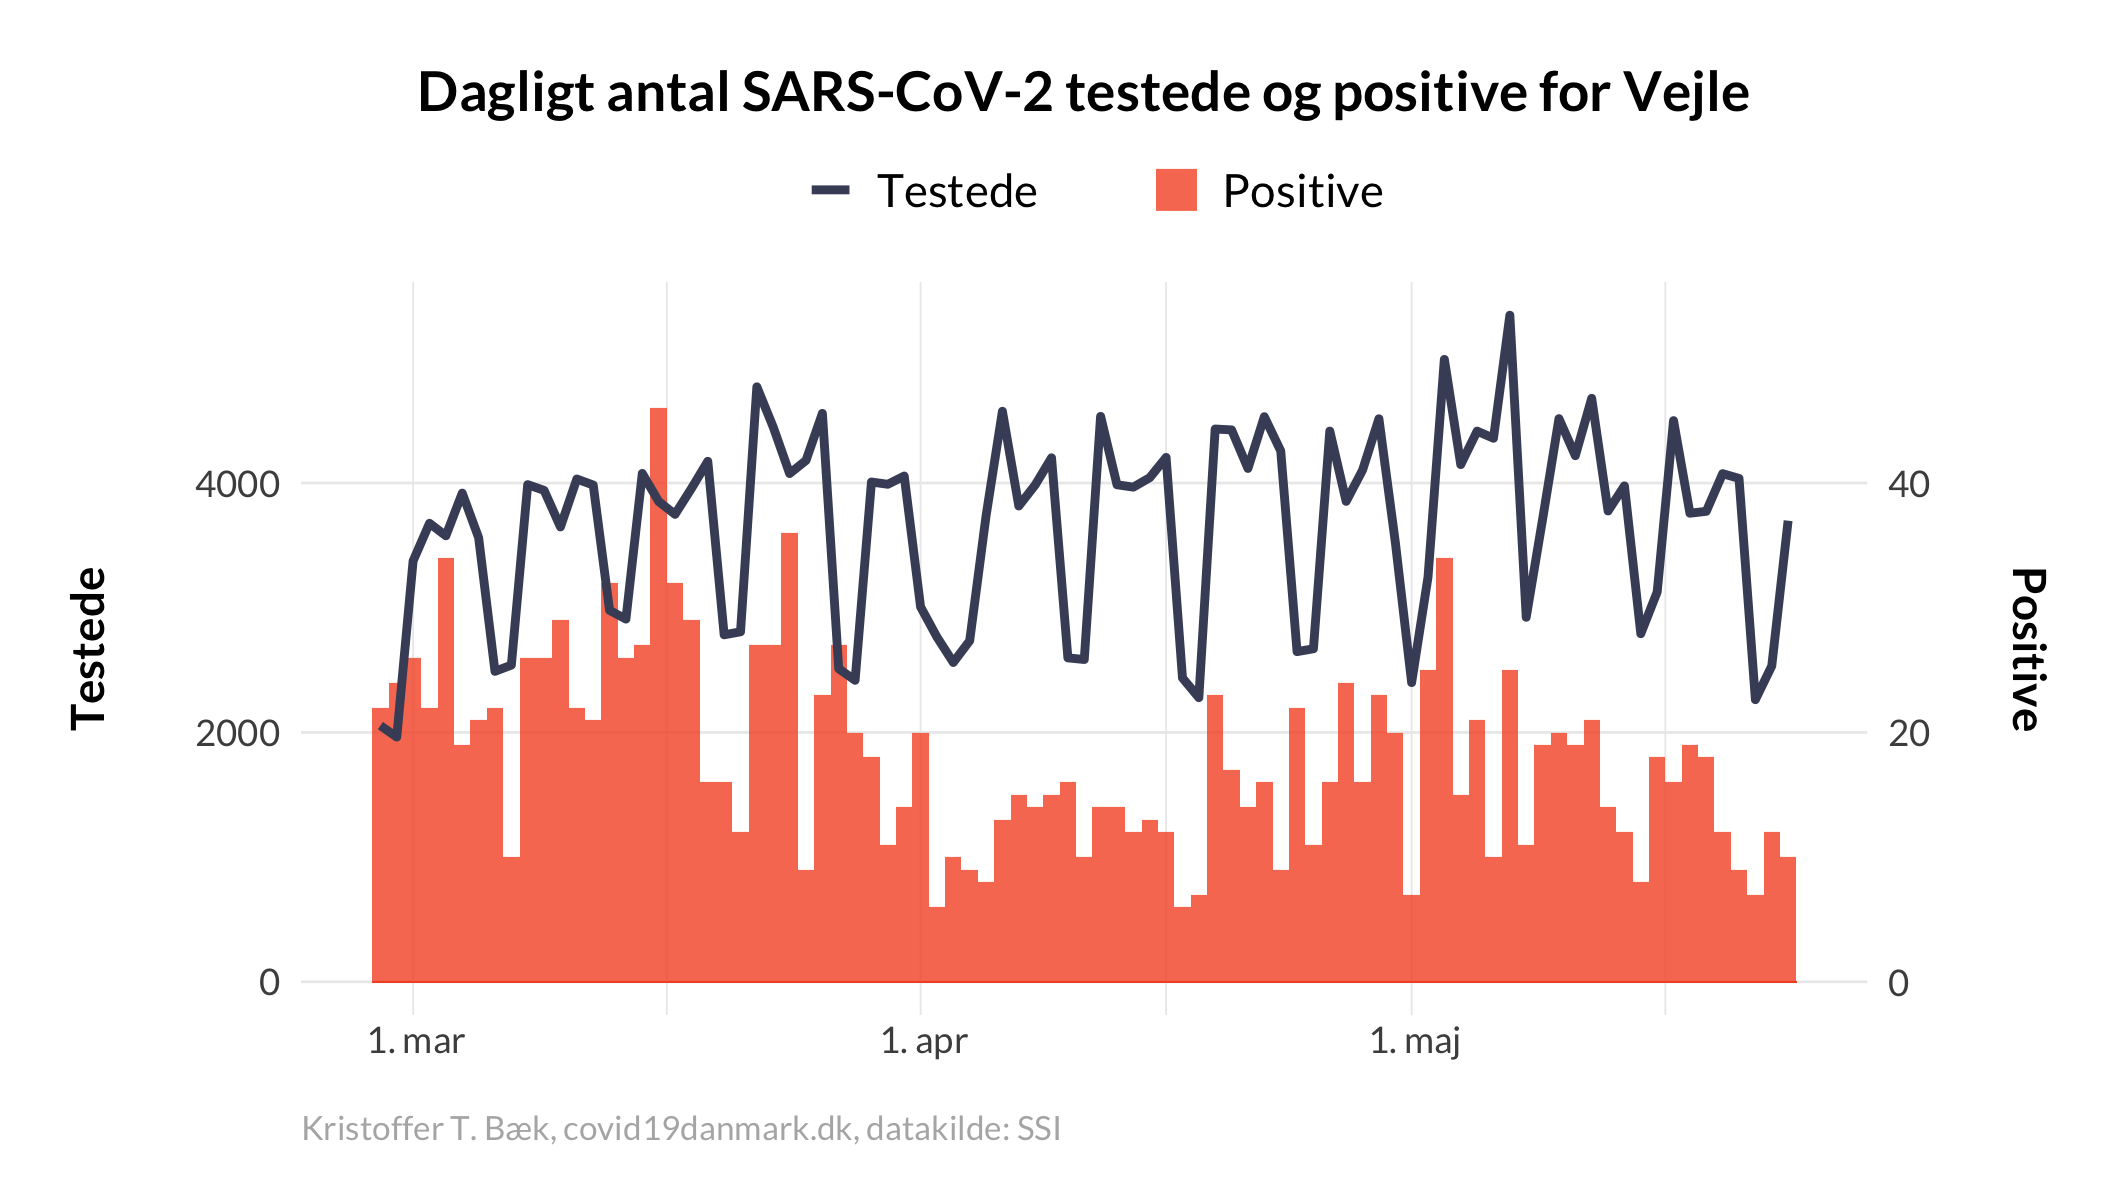 Dagligt antal SARS-CoV-2 testede og positive for Vejle
Testede
Positive
Testede
4000
2000
0
40
20
0
Positive
1. mar
1. apr
1. maj
Kristoffer T. Bæk, covid19danmark.dk, datakilde: SSI